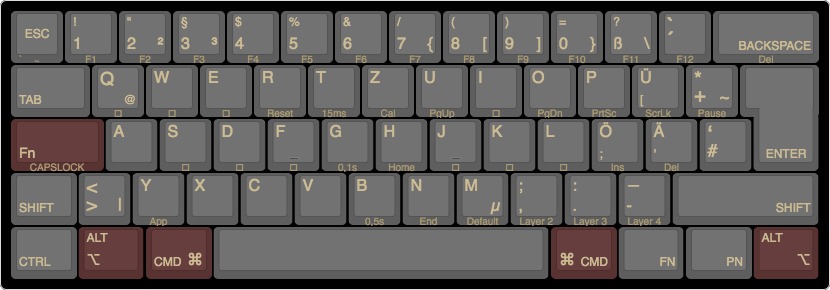 ESC ! 1 " 2 ² § 3 ³ $ 4 % 5 & 6 / 7 { ( 8 [ ) 9 ] = 0 } ? ß \ ` ´ BACKSPACE
F1 F2 F3 F4 F5 F6 F7 F8 F9 F10 F11 F12 Del
TAB Q @ W E R T Z U I O P Ü [ * + ~
Reset 15ms Cal PgUp PgDn PrtSc ScrLk Pause
Fn A S D F _ G H J _ K L Ö ; Ä ' ‘ # ENTER
CAPSLOCK 0,1s Home Ins Del
SHIFT < > | Y X C V B N M µ ; , : . — - SHIFT
App 0,5s End Default Layer 2 Layer 3 Layer 4
CTRL ALT ⌥ CMD ⌘ ⌘ CMD FN PN ALT ⌥